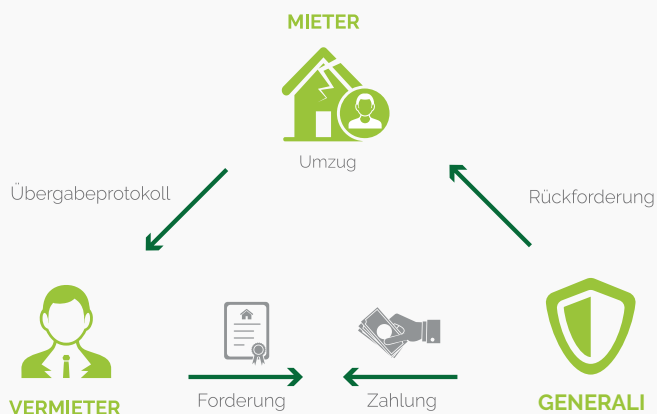 MIETER
Umzug
Übergabeprotokoll
Rückforderung
VERMIETER
Forderung
Zahlung
GENERALI